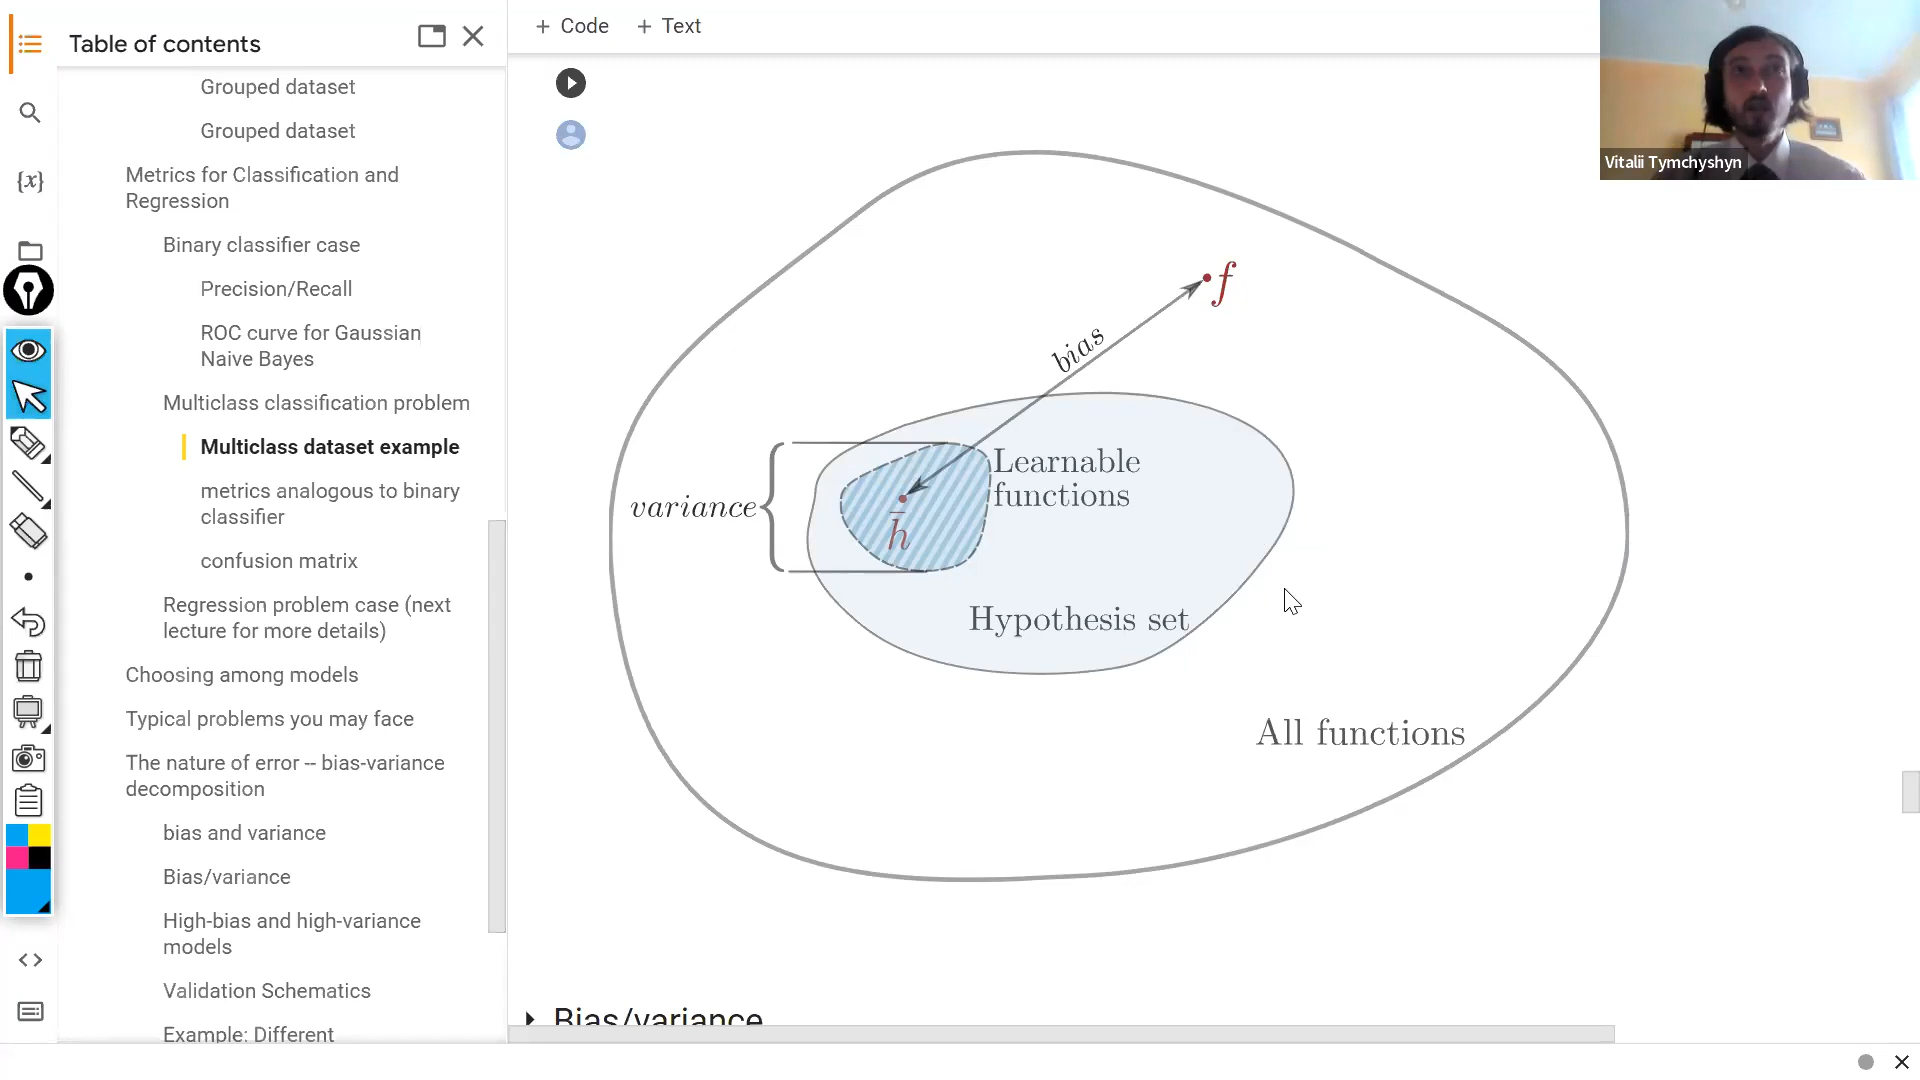 Table of contents
Grouped dataset
Grouped dataset
Metrics for Classification and
Regression
Binary classifier case
Precision/Recall
ROC curve for Gaussian
Naive Bayes
Multiclass classification problem
Multiclass dataset example
metrics analogous to binary
classifier
confusion matrix
Regression problem case (next
lecture for more details)
Choosing among models
Typical problems you may face
The nature of error -- bias-variance
decomposition
bias and variance
Bias/variance
High-bias and high-variance
models
Validation Schematics
Example: Different
{x}
<>
+ Code + Text
f
bias
Learnable
functions
variance
h̄
Hypothesis set
All functions
Bias/variance
Vitalii Tymchyshyn